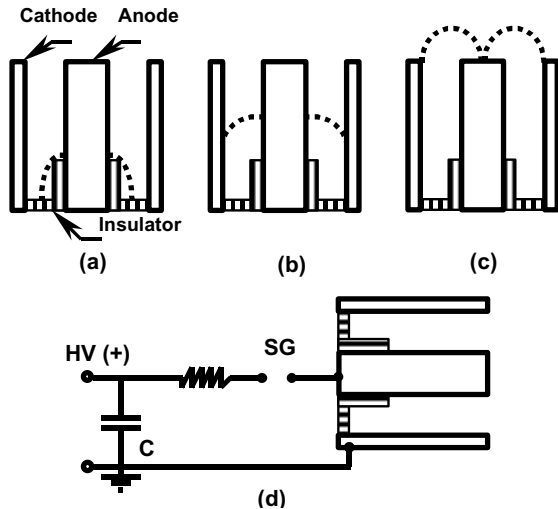 Cathode Anode
Insulator
(a) (b) (c)
HV (+) SG
C
(d)